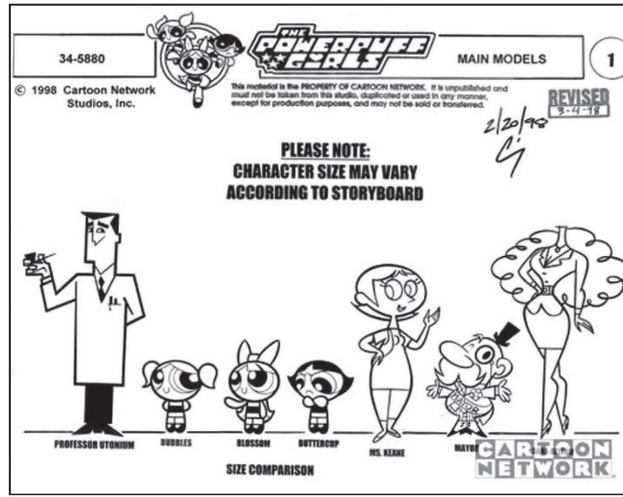 34-5880
THE
POWERPUFF
GIRLS
MAIN MODELS
1
© 1998 Cartoon Network
Studios, Inc.
This material is the PROPERTY OF CARTOON NETWORK. It is unpublished and
must not be taken from this studio, duplicated or used in any manner,
except for production purposes, and may not be sold or transferred.
REVISED
3-4-98
2/20/98
PLEASE NOTE:
CHARACTER SIZE MAY VARY
ACCORDING TO STORYBOARD
PROFESSOR UTONIUM
BUBBLES
BLOSSOM
BUTTERCUP
MS. KEANE
MAYOR
SIZE COMPARISON
CARTOON
NETWORK